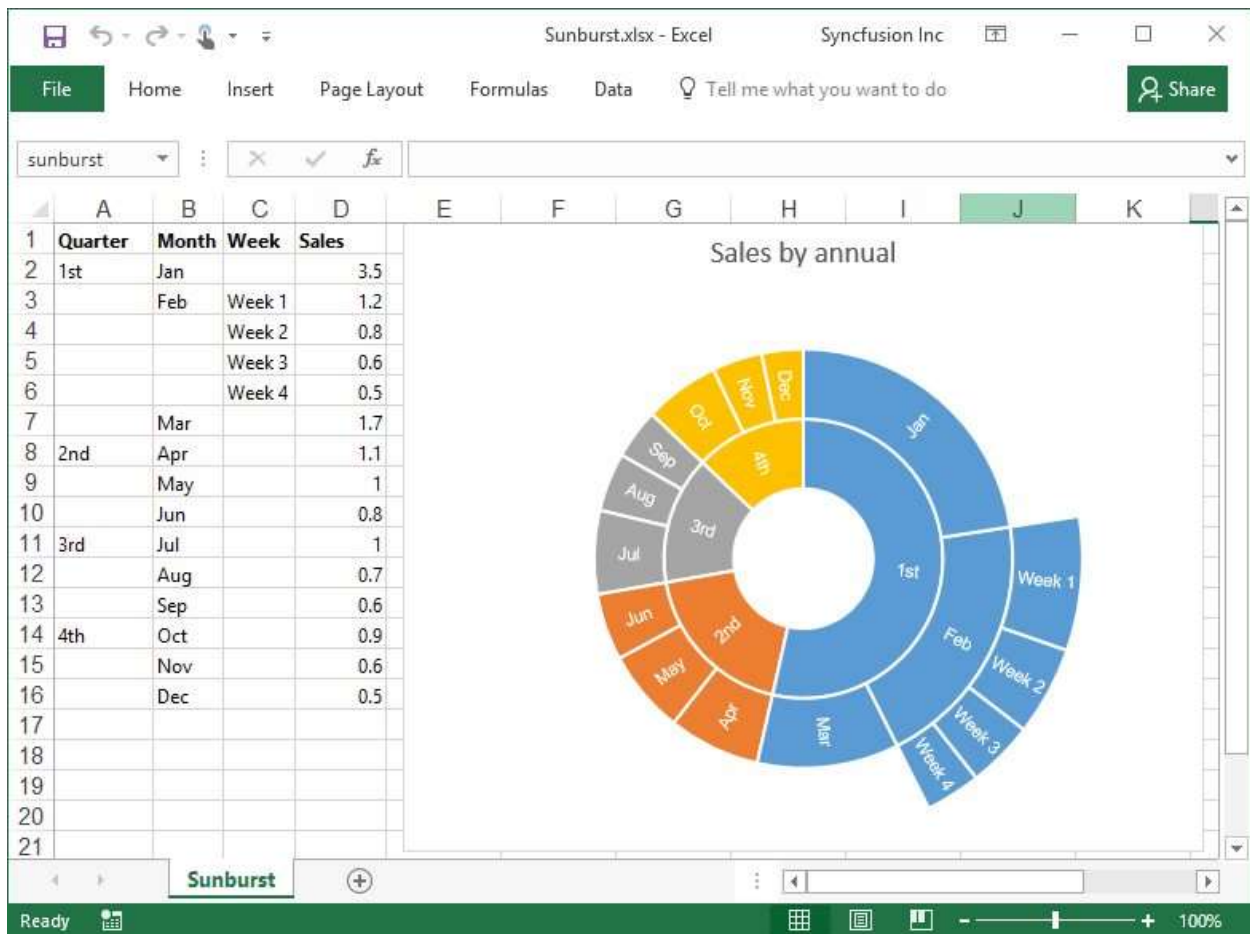 Sunburst.xlsx - Excel Syncfusion Inc
File Home Insert Page Layout Formulas Data Tell me what you want to do Share
sunburst fx
A B C D E F G H I J K
1 Quarter Month Week Sales
2 1st Jan 3.5
3 Feb Week 1 1.2
4 Week 2 0.8
5 Week 3 0.6
6 Week 4 0.5
7 Mar 1.7
8 2nd Apr 1.1
9 May 1
10 Jun 0.8
11 3rd Jul 1
12 Aug 0.7
13 Sep 0.6
14 4th Oct 0.9
15 Nov 0.6
16 Dec 0.5
17
18
19
20
21
Sales by annual
Jan
Feb
Week 1
Week 2
Week 3
Week 4
Mar
1st
Apr
May
Jun
2nd
Jul
Aug
Sep
3rd
Oct
Nov
Dec
4th
Sunburst
Ready 100%